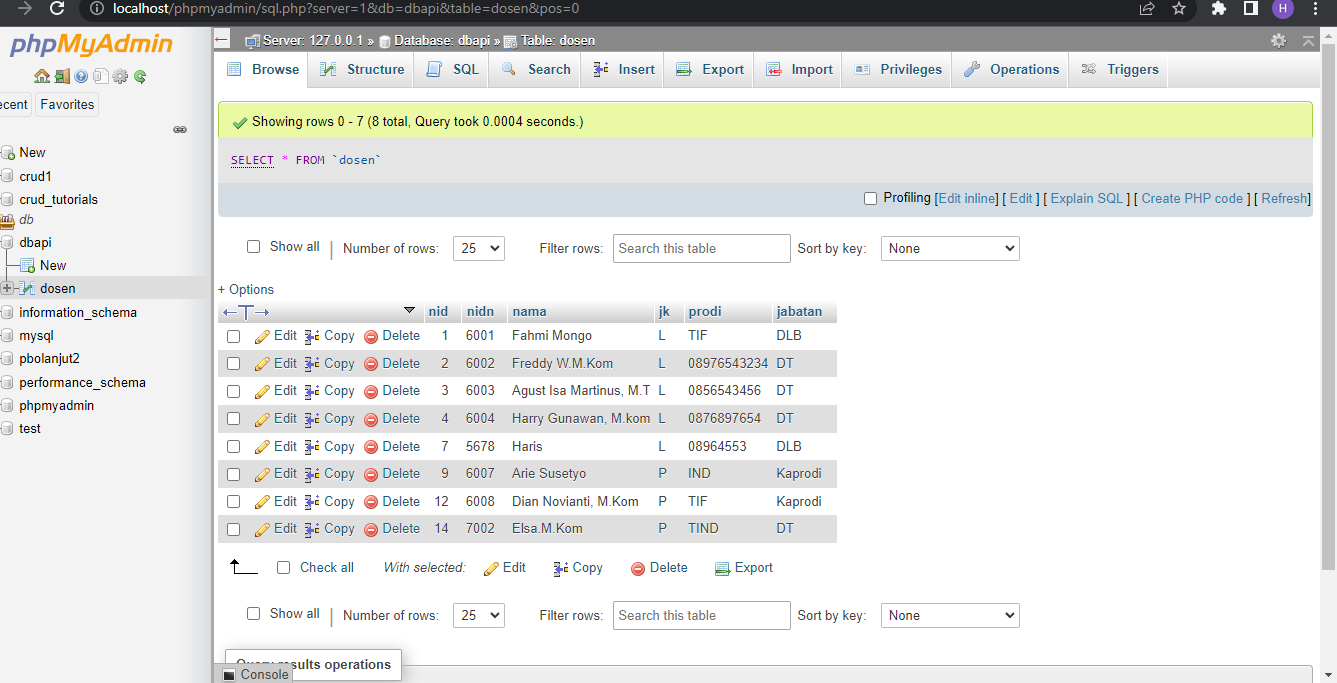 localhost/phpmyadmin/sql.php?server=1&db=dbapi&table=dosen&pos=0
H
phpMyAdmin
ecent Favorites
New
crud1
crud_tutorials
db
dbapi
New
dosen
information_schema
mysql
pbolanjut2
performance_schema
phpmyadmin
test
Server: 127.0.0.1 » Database: dbapi » Table: dosen
Browse Structure SQL Search Insert Export Import Privileges Operations Triggers
Showing rows 0 - 7 (8 total, Query took 0.0004 seconds.)
SELECT * FROM `dosen`
Profiling [Edit inline] [ Edit ] [ Explain SQL ] [ Create PHP code ] [ Refresh]
Show all | Number of rows: 25 Filter rows: Search this table Sort by key: None
+ Options
←T→ nid nidn nama jk prodi jabatan
Edit Copy Delete 1 6001 Fahmi Mongo L TIF DLB
Edit Copy Delete 2 6002 Freddy W.M.Kom L 08976543234 DT
Edit Copy Delete 3 6003 Agust Isa Martinus, M.T L 0856543456 DT
Edit Copy Delete 4 6004 Harry Gunawan, M.kom L 0876897654 DT
Edit Copy Delete 7 5678 Haris L 08964553 DLB
Edit Copy Delete 9 6007 Arie Susetyo P IND Kaprodi
Edit Copy Delete 12 6008 Dian Novianti, M.Kom P TIF Kaprodi
Edit Copy Delete 14 7002 Elsa.M.Kom P TIND DT
Check all With selected: Edit Copy Delete Export
Show all | Number of rows: 25 Filter rows: Search this table Sort by key: None
Query results operations
Console